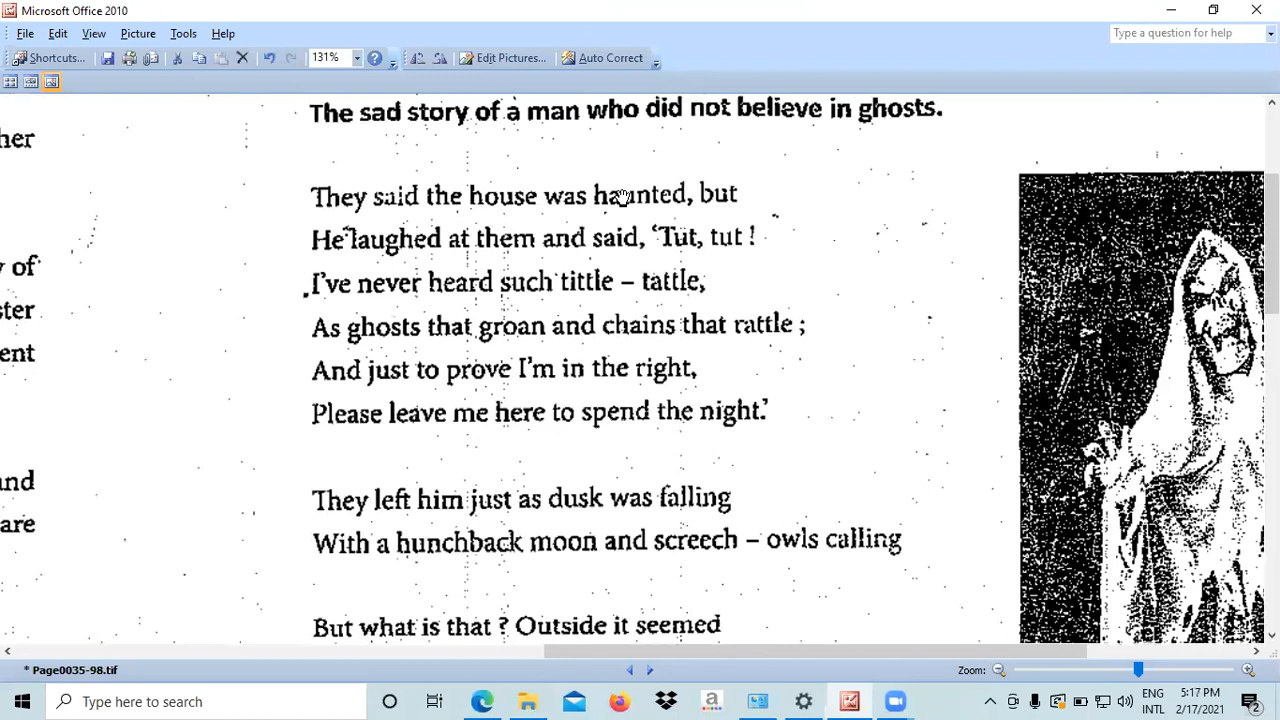 Microsoft Office 2010
File Edit View Picture Tools Help
Type a question for help
Shortcuts... 131% Edit Pictures... Auto Correct
The sad story of a man who did not believe in ghosts.
her
They said the house was haunted, but
He laughed at them and said, ‘Tut, tut !
y of
I've never heard such tittle – tattle,
ster
As ghosts that groan and chains that rattle ;
ent
And just to prove I'm in the right,
Please leave me here to spend the night.’
and
They left him just as dusk was falling
are
With a hunchback moon and screech – owls calling
But what is that ? Outside it seemed
* Page0035-98.tif
Zoom:
Type here to search
ENG
INTL
5:17 PM
2/17/2021
2